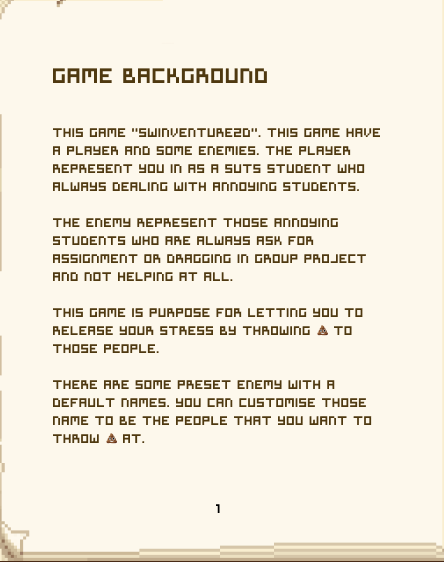 GAME BACKGROUND
THIS GAME "SWINVENTURE2D". THIS GAME HAVE
A PLAYER AND SOME ENEMIES. THE PLAYER
REPRESENT YOU IN AS A SUTS STUDENT WHO
ALWAYS DEALING WITH ANNOYING STUDENTS.
THE ENEMY REPRESENT THOSE ANNOYING
STUDENTS WHO ARE ALWAYS ASK FOR
ASSIGNMENT OR DRAGGING IN GROUP PROJECT
AND NOT HELPING AT ALL.
THIS GAME IS PURPOSE FOR LETTING YOU TO
RELEASE YOUR STRESS BY THROWING TO
THOSE PEOPLE.
THERE ARE SOME PRESET ENEMY WITH A
DEFAULT NAMES. YOU CAN CUSTOMISE THOSE
NAME TO BE THE PEOPLE THAT YOU WANT TO
THROW AT.
1